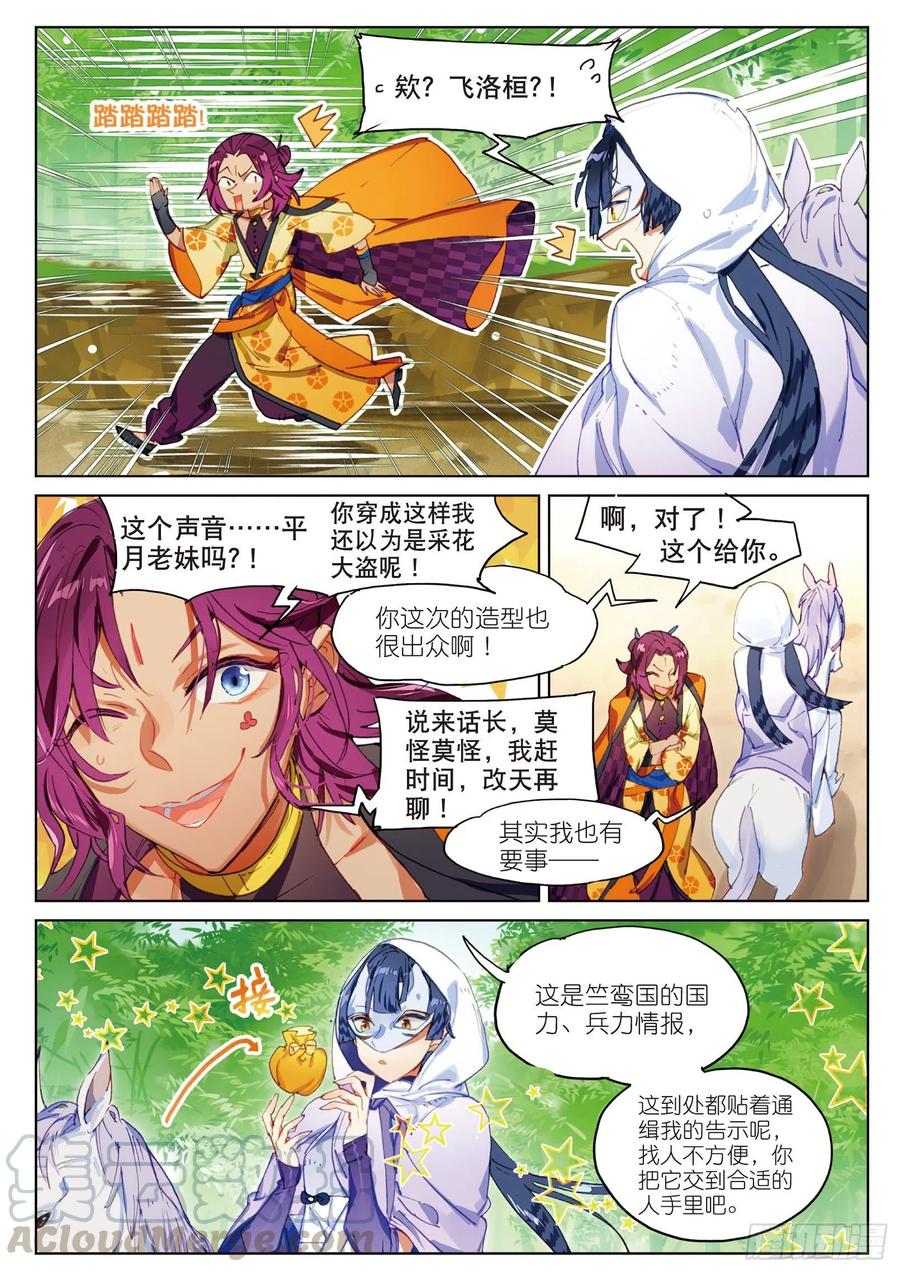 欸？飞洛桓？！
踏踏踏踏！
这个声音……平
月老妹吗？！
你穿成这样我
还以为是采花
大盗呢！
你这次的造型也
很出众啊！
说来话长，莫
怪莫怪，我赶
时间，改天再
聊！
啊，对了！
这个给你。
其实我也有
要事——
接
这是竺鸾国的国
力、兵力情报，
这到处都贴着通
缉我的告示呢，
找人不方便，你
把它交到合适的
人手里吧。
ACloudMerge.com